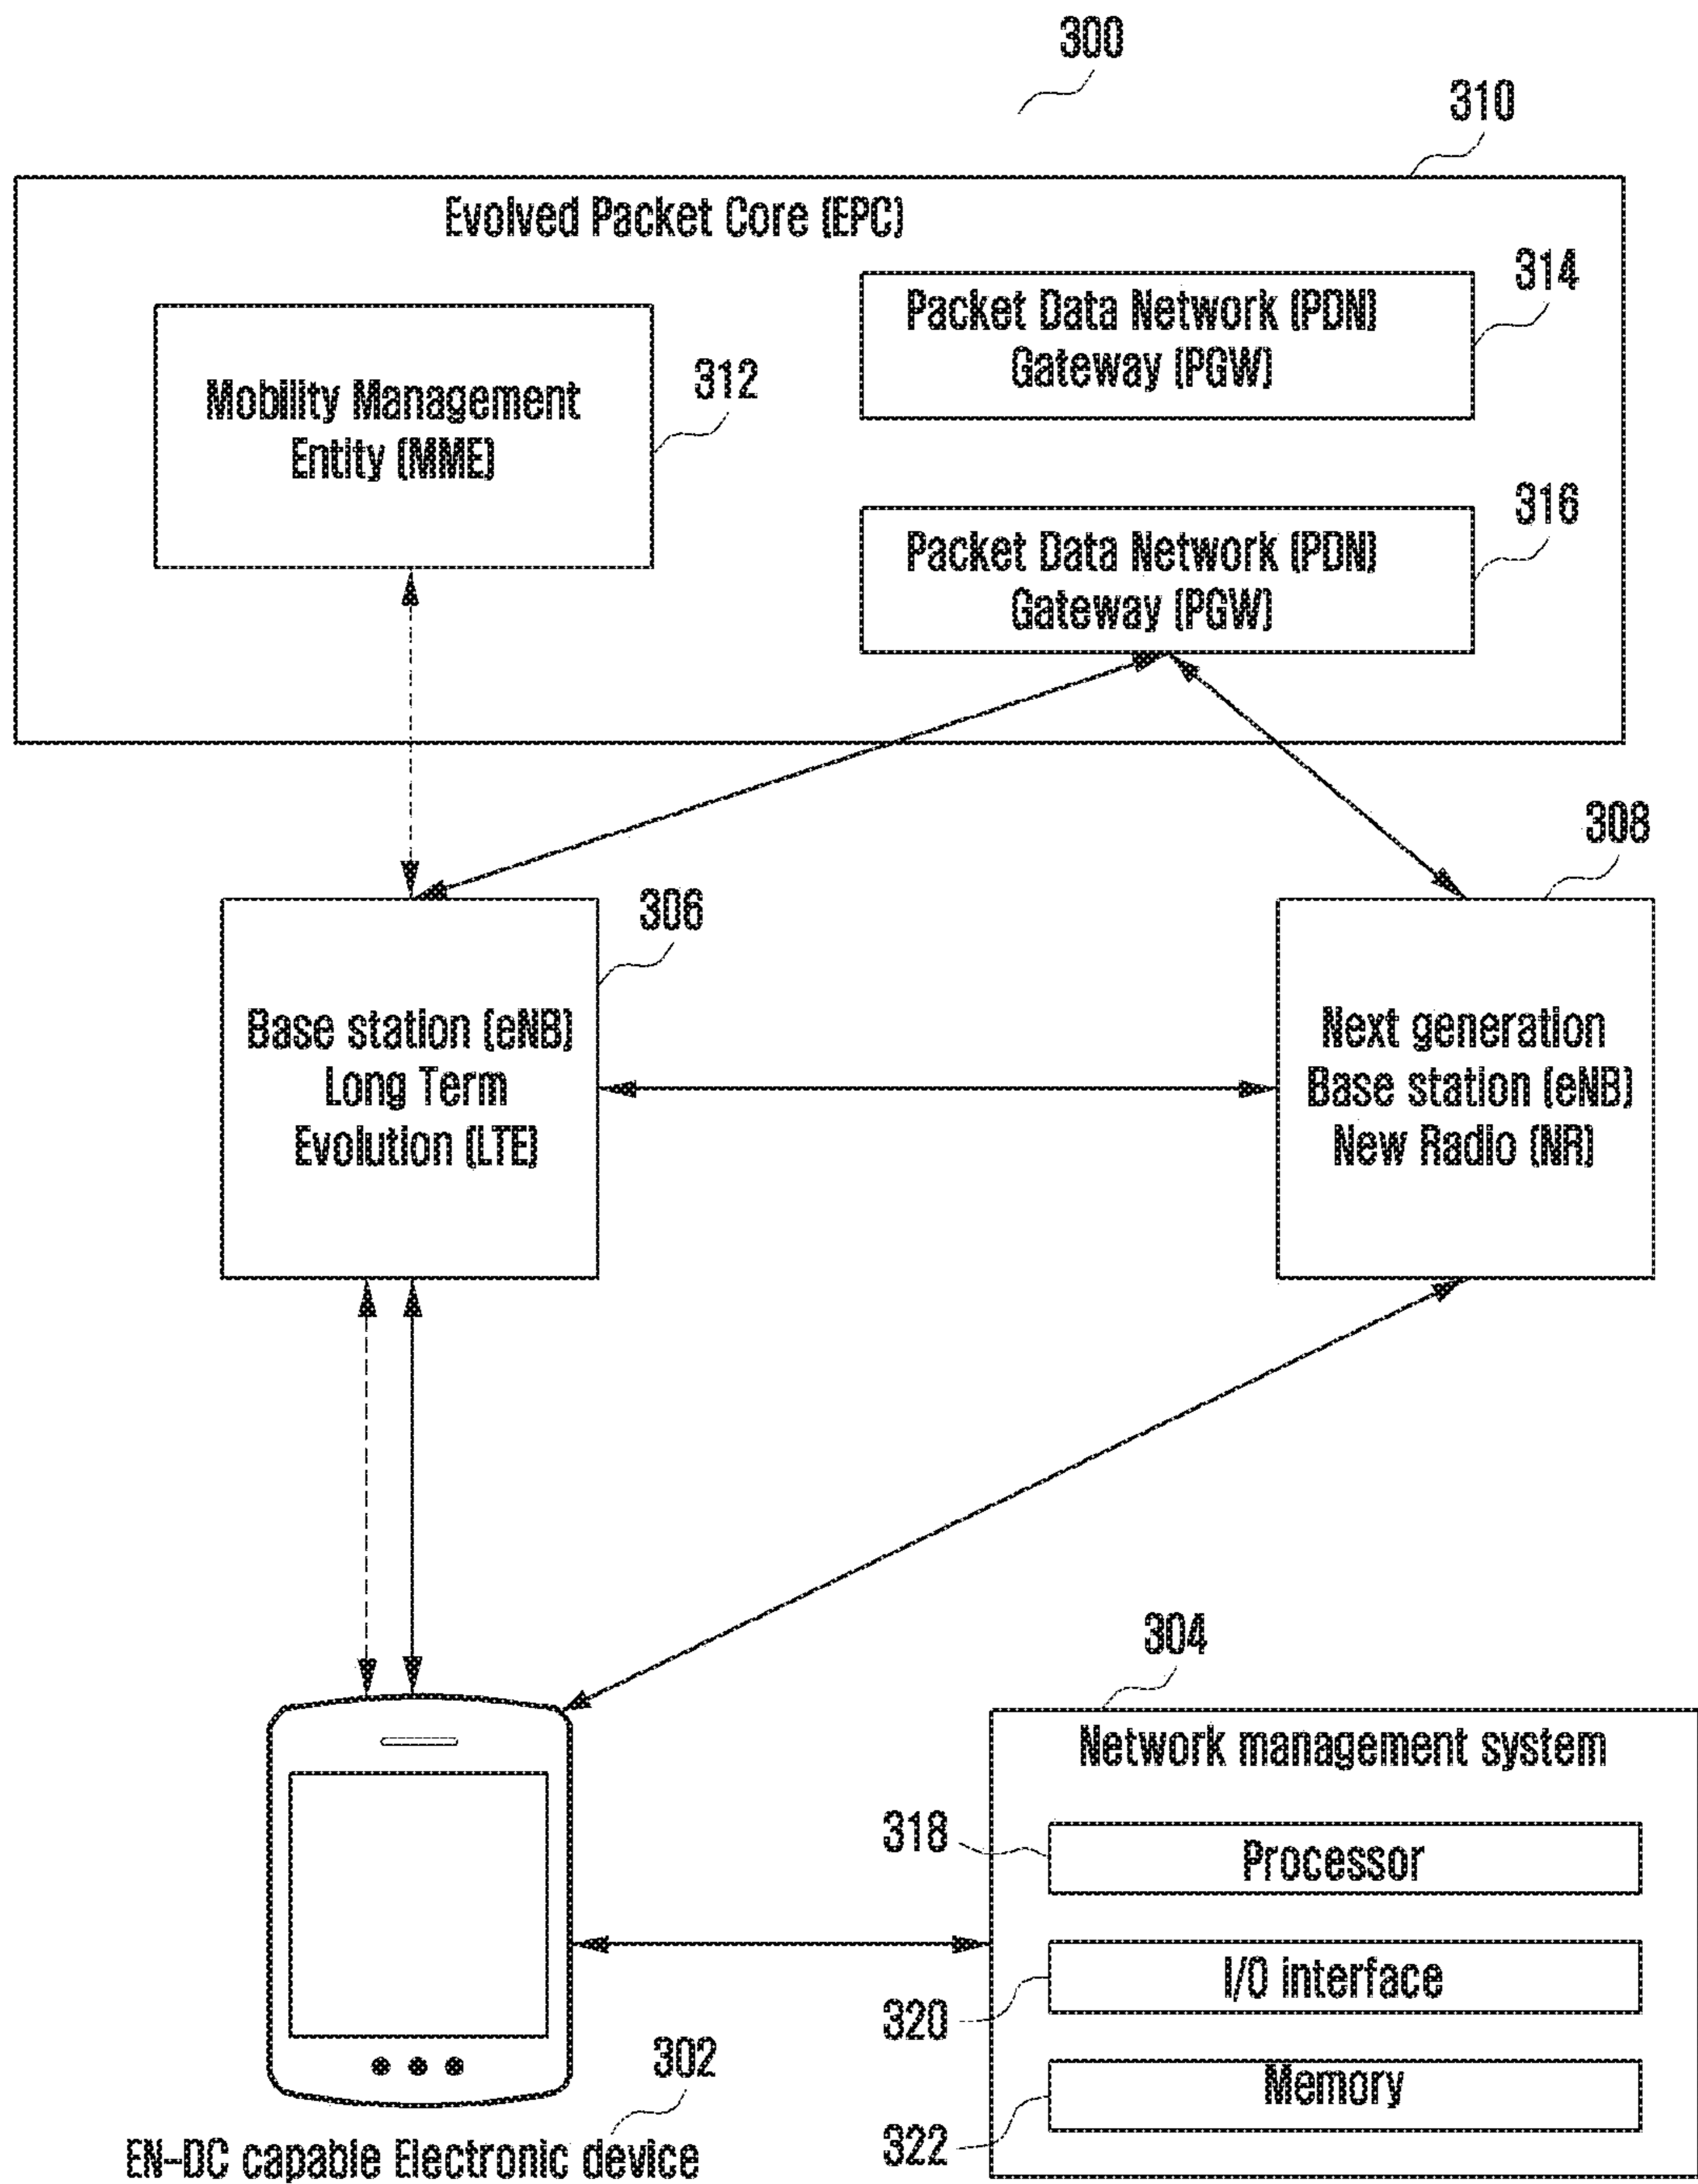 300
310
Evolved Packet Core (EPC)
314
Packet Data Network (PDN)
Gateway (PGW)
312
Mobility Management
Entity (MME)
316
Packet Data Network (PDN)
Gateway (PGW)
308
306
Base station (eNB)
Long Term
Evolution (LTE)
Next generation
Base station (eNB)
New Radio (NR)
304
Network management system
318
Processor
I/O interface
320
302
Memory
322
EN-DC capable Electronic device